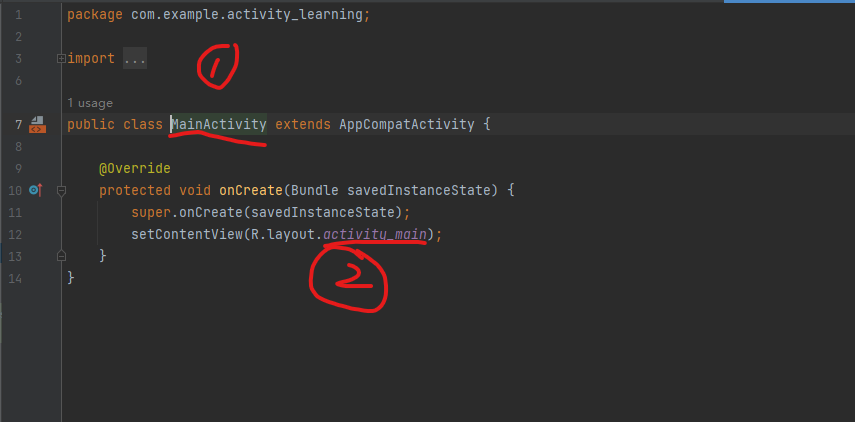 1 package com.example.activity_learning;
2
3 import ...
6
1
1 usage
7 public class MainActivity extends AppCompatActivity {
8
9 @Override
10 protected void onCreate(Bundle savedInstanceState) {
11 super.onCreate(savedInstanceState);
12 setContentView(R.layout.activity_main);
13 }
2
14 }